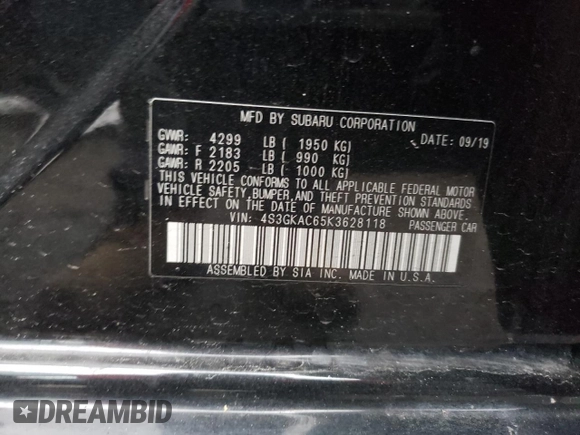 MFD BY SUBARU CORPORATION
GVWR: 4299 LB ( 1950 KG) DATE: 09/19
GAWR: F 2183 LB ( 990 KG)
GAWR: R 2205 LB ( 1000 KG)
THIS VEHICLE CONFORMS TO ALL APPLICABLE FEDERAL MOTOR
VEHICLE SAFETY,BUMPER,AND THEFT PREVENTION STANDARDS
IN EFFECT ON THE DATE OF MANUFACTURE SHOWN ABOVE.
VIN: 4S3GKAC65K3628118 PASSENGER CAR
ASSEMBLED BY SIA INC. MADE IN U.S.A.
DREAMBID